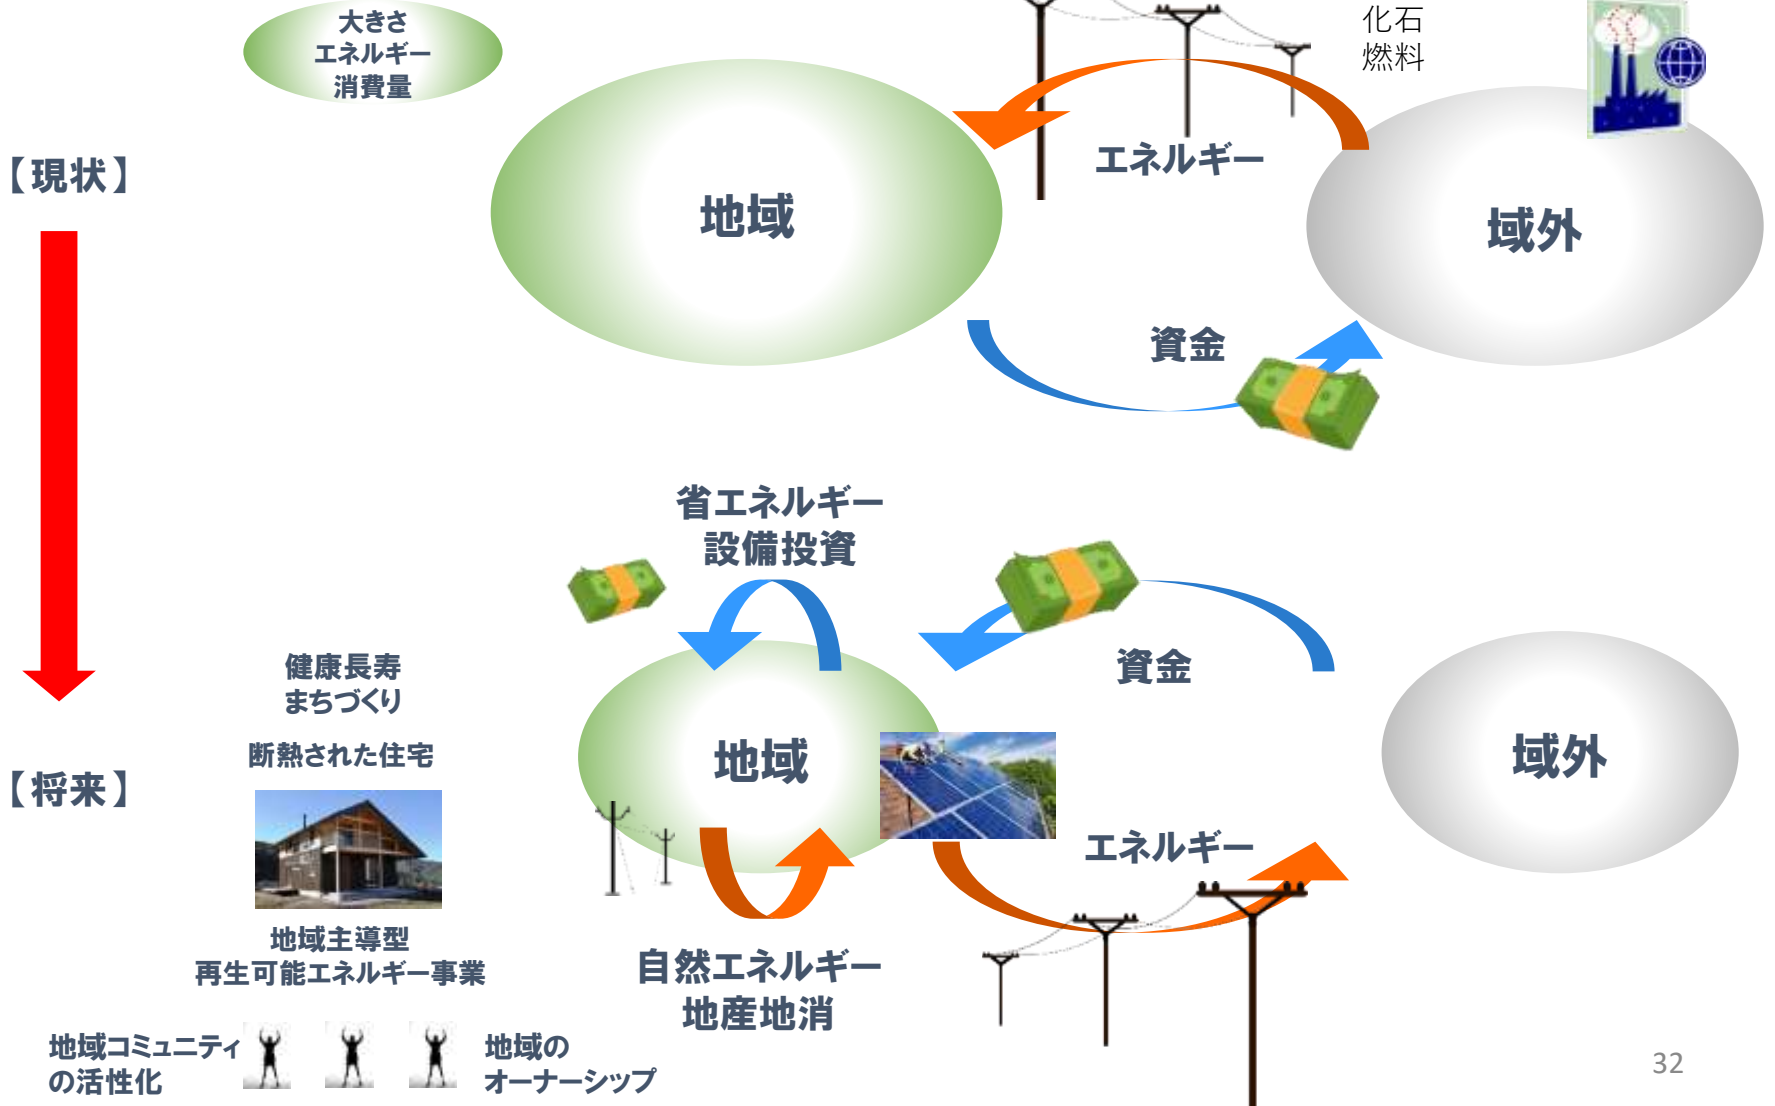 大きさ
エネルギー
消費量
化石
燃料
【現状】
エネルギー
地域
域外
資金
省エネルギー
設備投資
資金
健康長寿
まちづくり
断熱された住宅
地域
域外
【将来】
エネルギー
地域主導型
再生可能エネルギー事業
自然エネルギー
地産地消
地域コミュニティ
の活性化
地域の
オーナーシップ
32